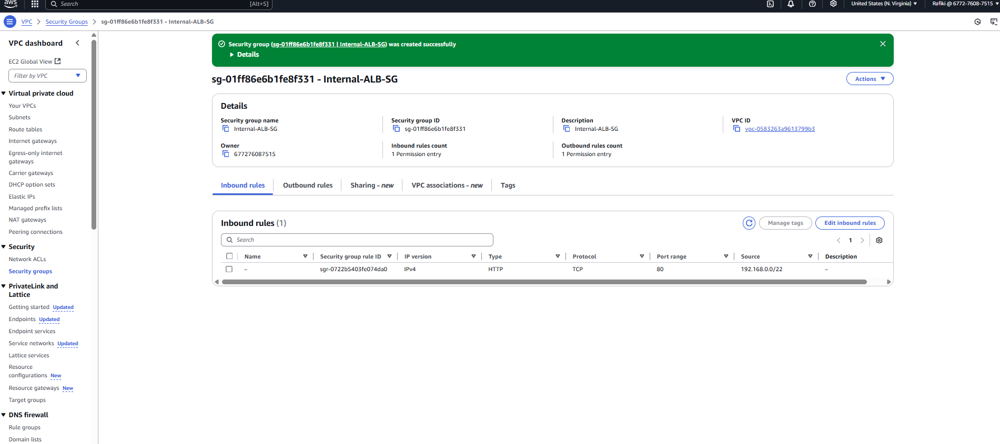 aws
Search [Alt+S]
United States (N. Virginia)
Rafiki @ 6772-7608-7515
VPC
Security Groups
sg-01ff86e6b1fe8f331 - Internal-ALB-SG
VPC dashboard
EC2 Global View
Filter by VPC
Virtual private cloud
Your VPCs
Subnets
Route tables
Internet gateways
Egress-only internet
gateways
Carrier gateways
DHCP option sets
Elastic IPs
Managed prefix lists
NAT gateways
Peering connections
Security
Network ACLs
Security groups
PrivateLink and
Lattice
Getting started Updated
Endpoints Updated
Endpoint services
Service networks Updated
Lattice services
Resource
configurations New
Resource gateways New
Target groups
DNS firewall
Rule groups
Domain lists
Security group (sg-01ff86e6b1fe8f331 | Internal-ALB-SG) was created successfully
Details
sg-01ff86e6b1fe8f331 - Internal-ALB-SG
Actions
Details
Security group name
Internal-ALB-SG
Security group ID
sg-01ff86e6b1fe8f331
Description
Internal-ALB-SG
VPC ID
vpc-0583263a9613799b3
Owner
677276087515
Inbound rules count
1 Permission entry
Outbound rules count
1 Permission entry
Inbound rules
Outbound rules
Sharing - new
VPC associations - new
Tags
Inbound rules (1)
Manage tags
Edit inbound rules
Search
1
Name Security group rule ID IP version Type Protocol Port range Source Description
– sgr-0722b5403fe074da0 IPv4 HTTP TCP 80 192.168.0.0/22 –